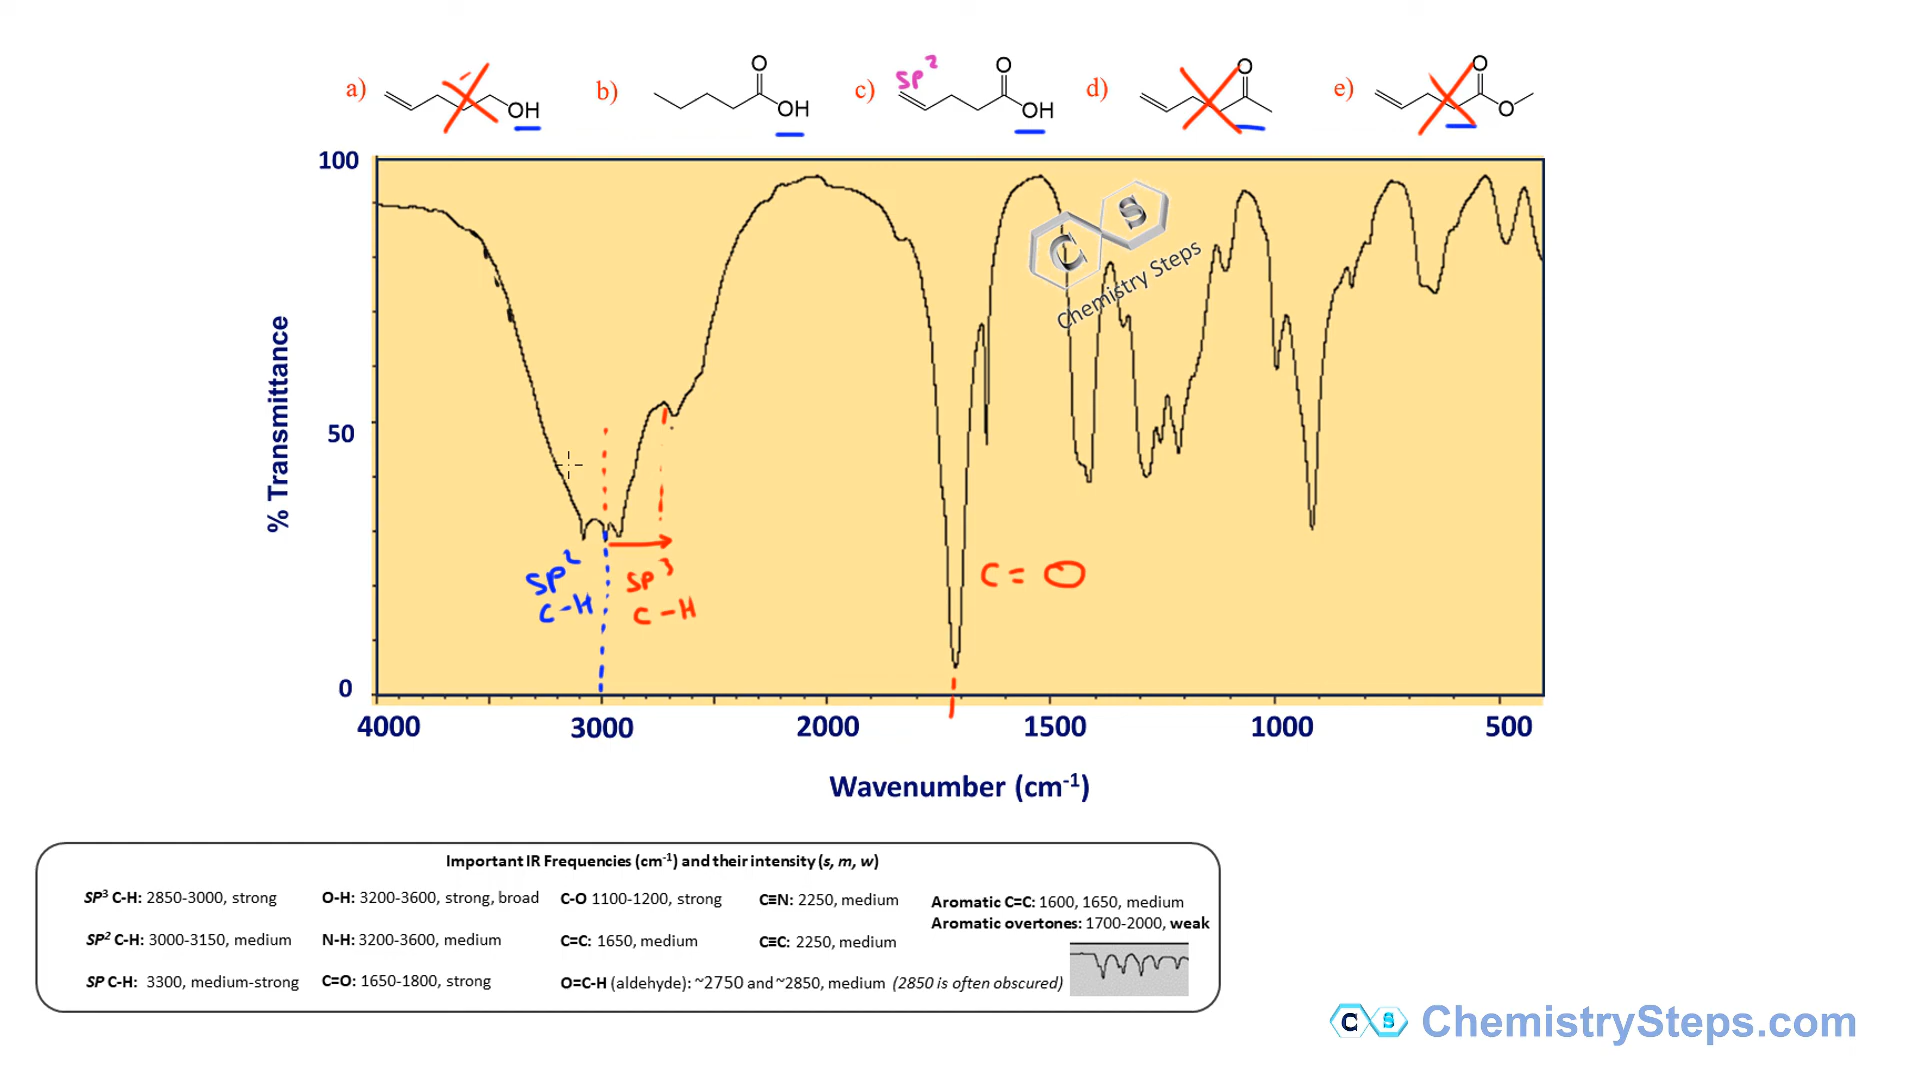 a) OH
b) O OH
c) SP² O OH
d) O
e) O O
100
50
0
% Transmittance
C S
Chemistry Steps
SP² C-H
SP³ C-H
C=O
4000 3000 2000 1500 1000 500
Wavenumber (cm⁻¹)
Important IR Frequencies (cm⁻¹) and their intensity (s, m, w)
SP³ C-H: 2850-3000, strong
SP² C-H: 3000-3150, medium
SP C-H: 3300, medium-strong
O-H: 3200-3600, strong, broad
N-H: 3200-3600, medium
C=O: 1650-1800, strong
C-O 1100-1200, strong
C=C: 1650, medium
O=C-H (aldehyde): ~2750 and ~2850, medium (2850 is often obscured)
C≡N: 2250, medium
C≡C: 2250, medium
Aromatic C=C: 1600, 1650, medium
Aromatic overtones: 1700-2000, weak
C S ChemistrySteps.com